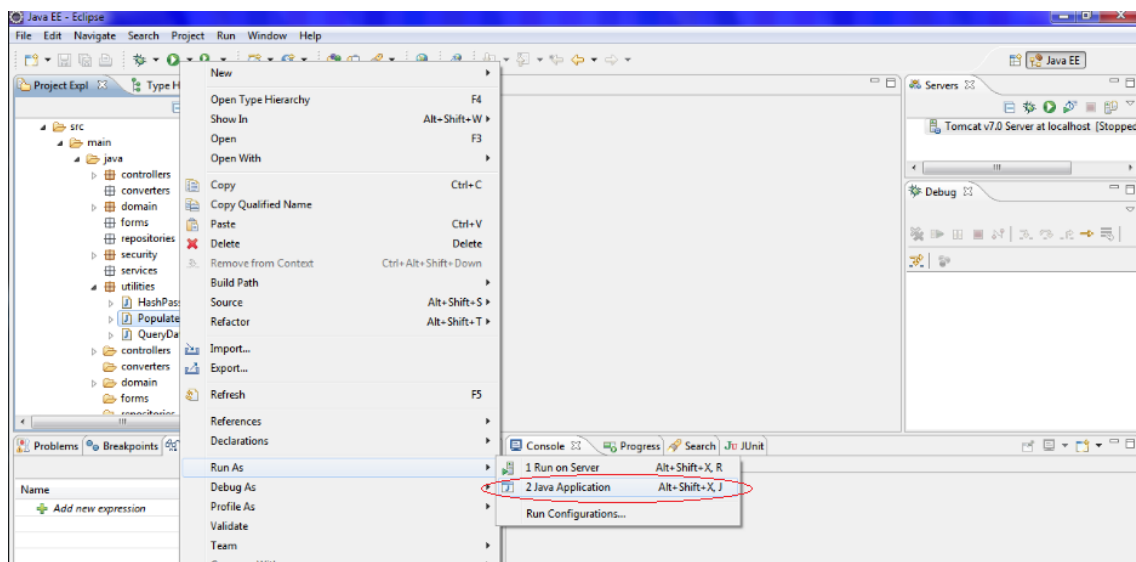 Java EE - Eclipse
File Edit Navigate Search Project Run Window Help
Java EE
Project Expl
Type H
src
main
java
controllers
converters
domain
forms
repositories
security
services
utilities
HashPas
Populate
QueryDa
controllers
converters
domain
forms
repositories
New
Open Type Hierarchy F4
Show In Alt+Shift+W
Open F3
Open With
Copy Ctrl+C
Copy Qualified Name
Paste Ctrl+V
Delete Delete
Remove from Context Ctrl+Alt+Shift+Down
Build Path
Source Alt+Shift+S
Refactor Alt+Shift+T
Import...
Export...
Refresh F5
References
Declarations
Run As
Debug As
Profile As
Validate
Team
1 Run on Server Alt+Shift+X, R
2 Java Application Alt+Shift+X, J
Run Configurations...
Servers
Tomcat v7.0 Server at localhost [Stopped
Debug
Problems Breakpoints
Name
Add new expression
Console Progress Search JUnit